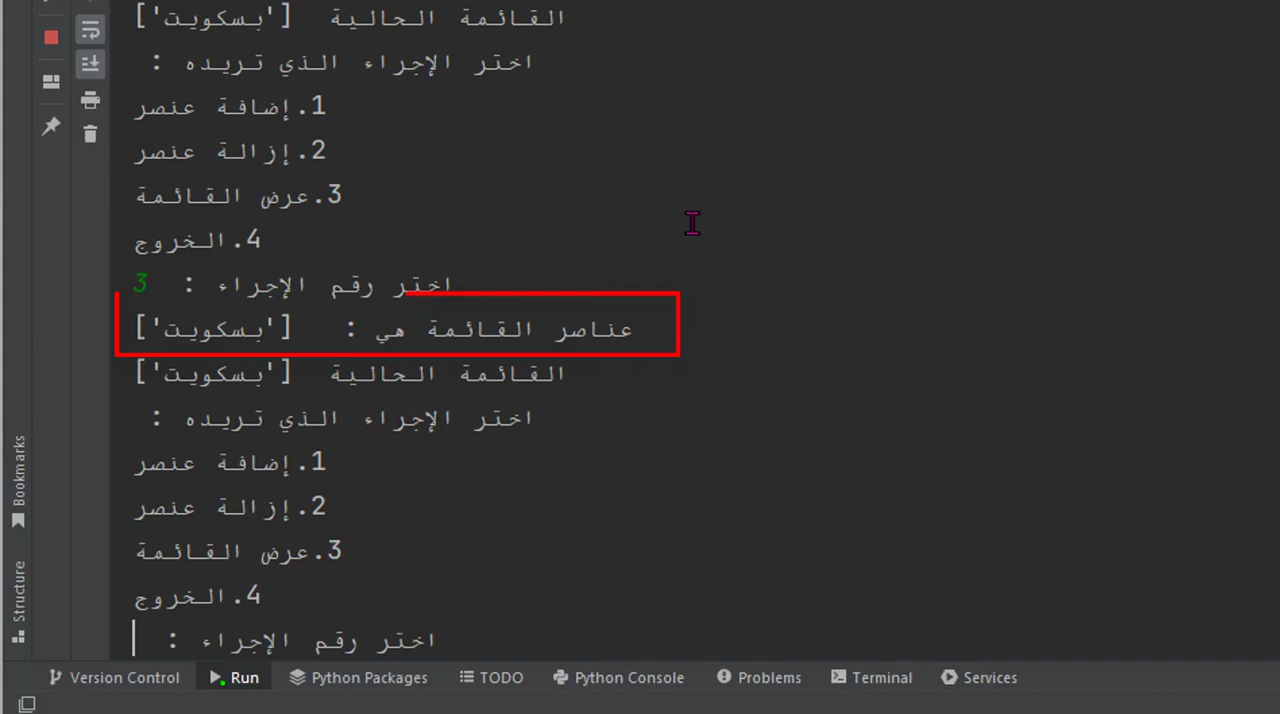 القائمة الحالية ['بسكويت']
اختر الإجراء الذي تريده :
1.إضافة عنصر
2.إزالة عنصر
3.عرض القائمة
4.الخروج
اختر رقم الإجراء : 3
عناصر القائمة هي : ['بسكويت']
القائمة الحالية ['بسكويت']
اختر الإجراء الذي تريده :
1.إضافة عنصر
2.إزالة عنصر
3.عرض القائمة
4.الخروج
اختر رقم الإجراء :
Bookmarks
Structure
Version Control Run Python Packages TODO Python Console Problems Terminal Services